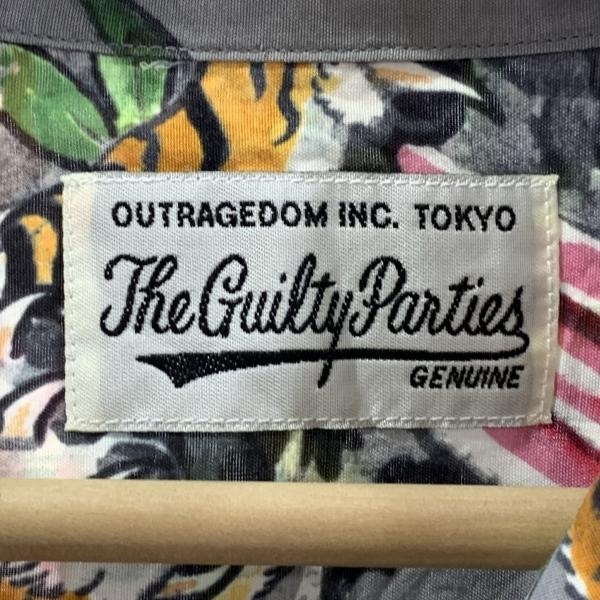 OUTRAGEDOM INC. TOKYO
The Guilty Parties
GENUINE